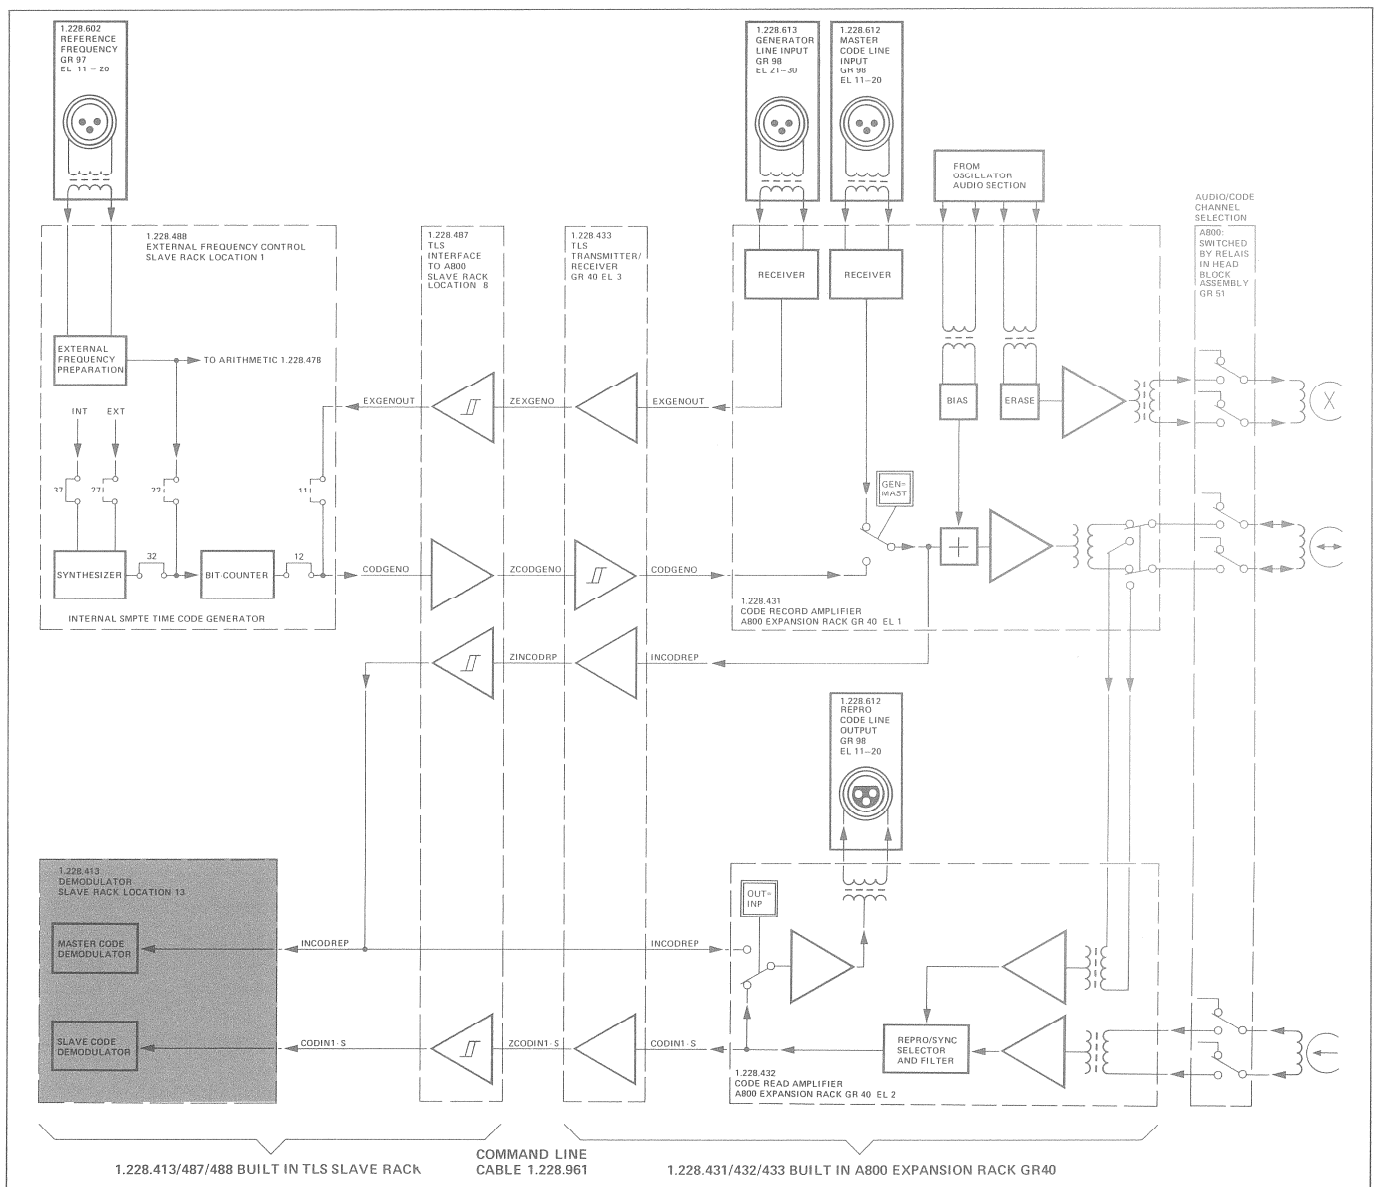 1.228.602
REFERENCE
FREQUENCY
GR 97
EL 11–20
1.228.613
GENERATOR
LINE INPUT
GR 98
EL 21–30
1.228.612
MASTER
CODE LINE
INPUT
GR 98
EL 11–20
FROM
OSCILLATOR
AUDIO SECTION
AUDIO/CODE
CHANNEL
SELECTION
A800:
SWITCHED
BY RELAIS
IN HEAD
BLOCK
ASSEMBLY
GR 51
1.228.488
EXTERNAL FREQUENCY CONTROL
SLAVE RACK LOCATION 1
1.228.487
TLS
INTERFACE
TO A800
SLAVE RACK
LOCATION 8
1.228.433
TLS
TRANSMITTER/
RECEIVER
GR 40 EL 3
RECEIVER
RECEIVER
EXTERNAL
FREQUENCY
PREPARATION
TO ARITHMETIC 1.228.478
INT
EXT
EXGENOUT
ZEXGENO
EXGENOUT
BIAS
ERASE
37
27
22
11
GEN=
MAST
SYNTHESIZER
32
BIT-COUNTER
12
CODGENO
ZCODGENO
CODGENO
INTERNAL SMPTE TIME CODE GENERATOR
1.228.431
CODE RECORD AMPLIFIER
A800 EXPANSION RACK GR 40 EL 1
ZINCODRP
INCODREP
1.228.612
REPRO
CODE LINE
OUTPUT
GR 98
EL 11–20
1.228.413
DEMODULATOR
SLAVE RACK LOCATION 13
OUT=
INP
MASTER CODE
DEMODULATOR
INCODREP
INCODREP
SLAVE CODE
DEMODULATOR
CODIN1-S
ZCODIN1-S
CODIN1-S
REPRO/SYNC
SELECTOR
AND FILTER
1.228.432
CODE READ AMPLIFIER
A800 EXPANSION RACK GR 40 EL 2
1.228.413/487/488 BUILT IN TLS SLAVE RACK
COMMAND LINE
CABLE 1.228.961
1.228.431/432/433 BUILT IN A800 EXPANSION RACK GR40